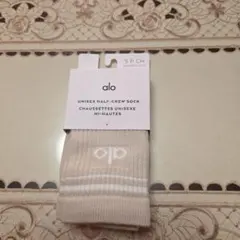 alo
UNISEX HALF-CREW SOCK
CHAUSSETTES UNISEXE
MI-HAUTES
alo